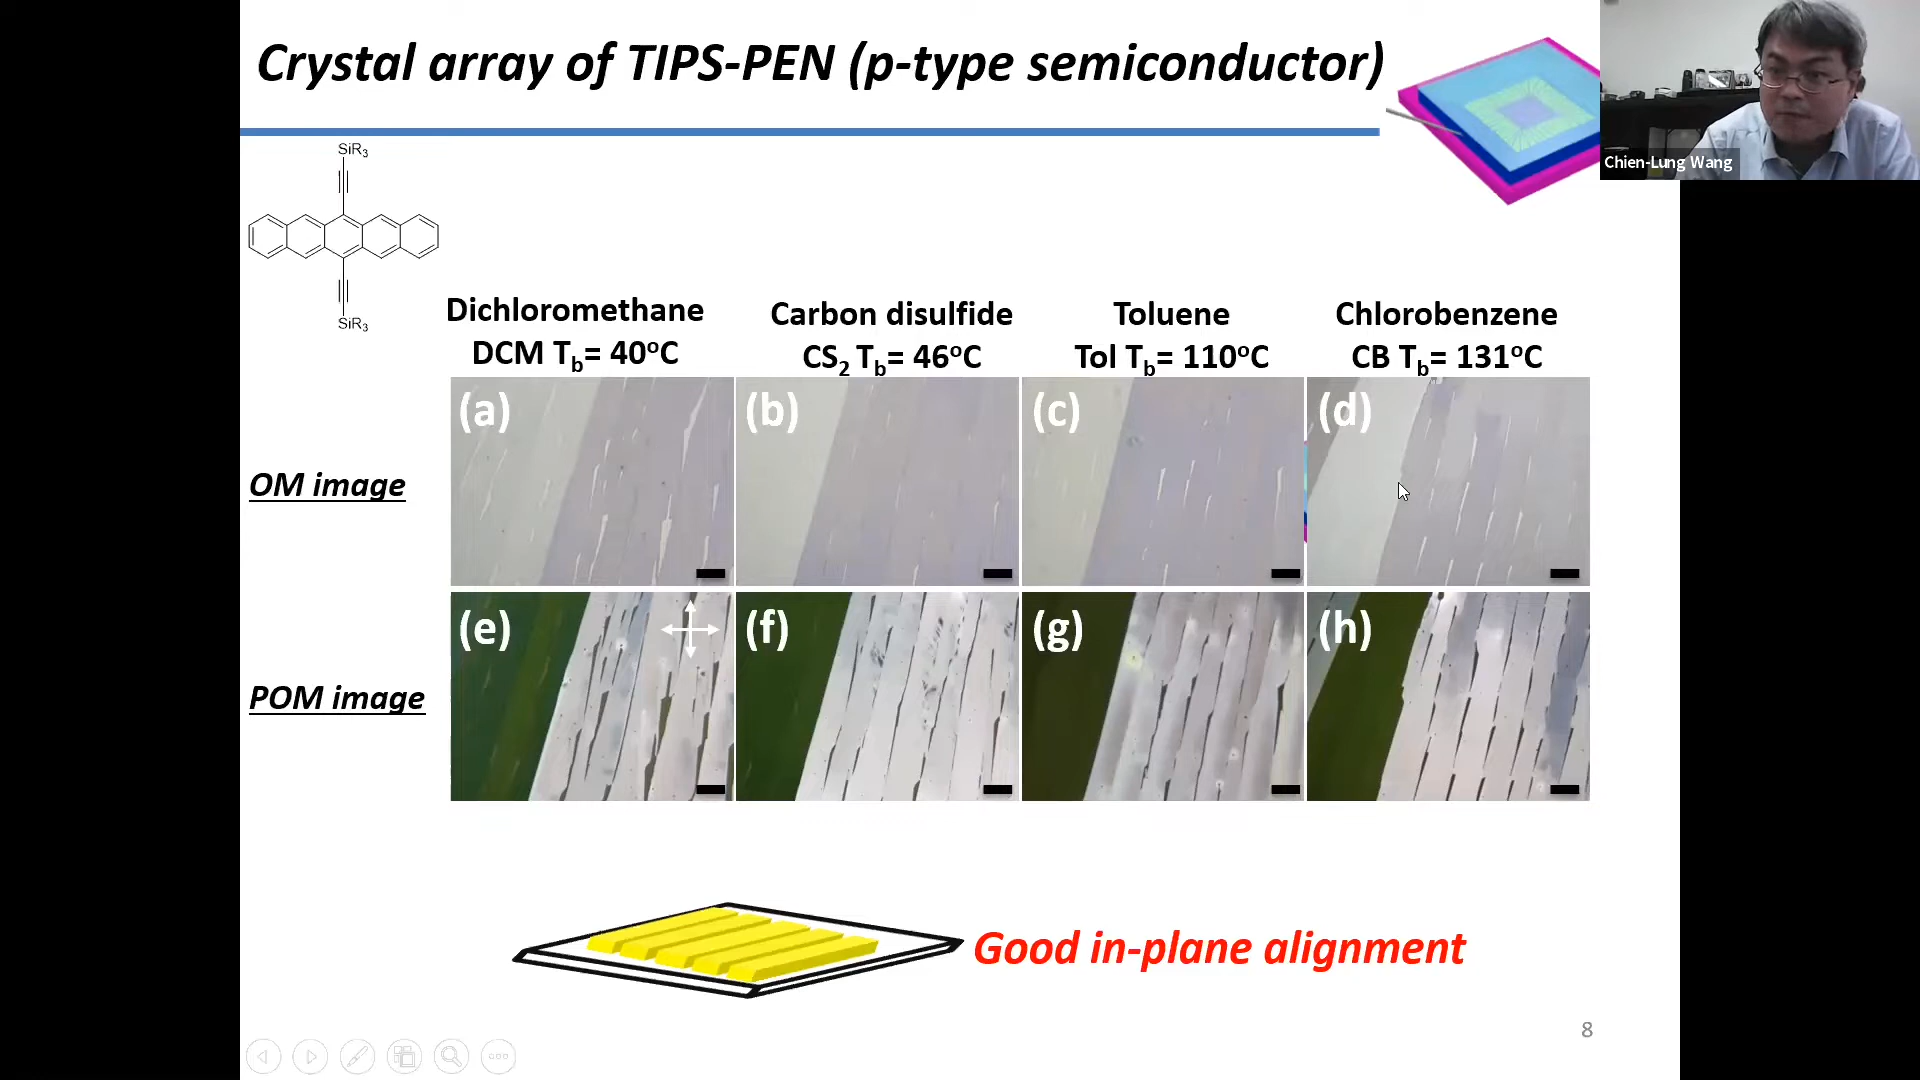 Crystal array of TIPS-PEN (p-type semiconductor)
Chien-Lung Wang
SiR3
SiR3
Dichloromethane
DCM Tb= 40oC
Carbon disulfide
CS2 Tb= 46oC
Toluene
Tol Tb= 110oC
Chlorobenzene
CB Tb= 131oC
OM image
(a)
(b)
(c)
(d)
POM image
(e)
(f)
(g)
(h)
Good in-plane alignment
8